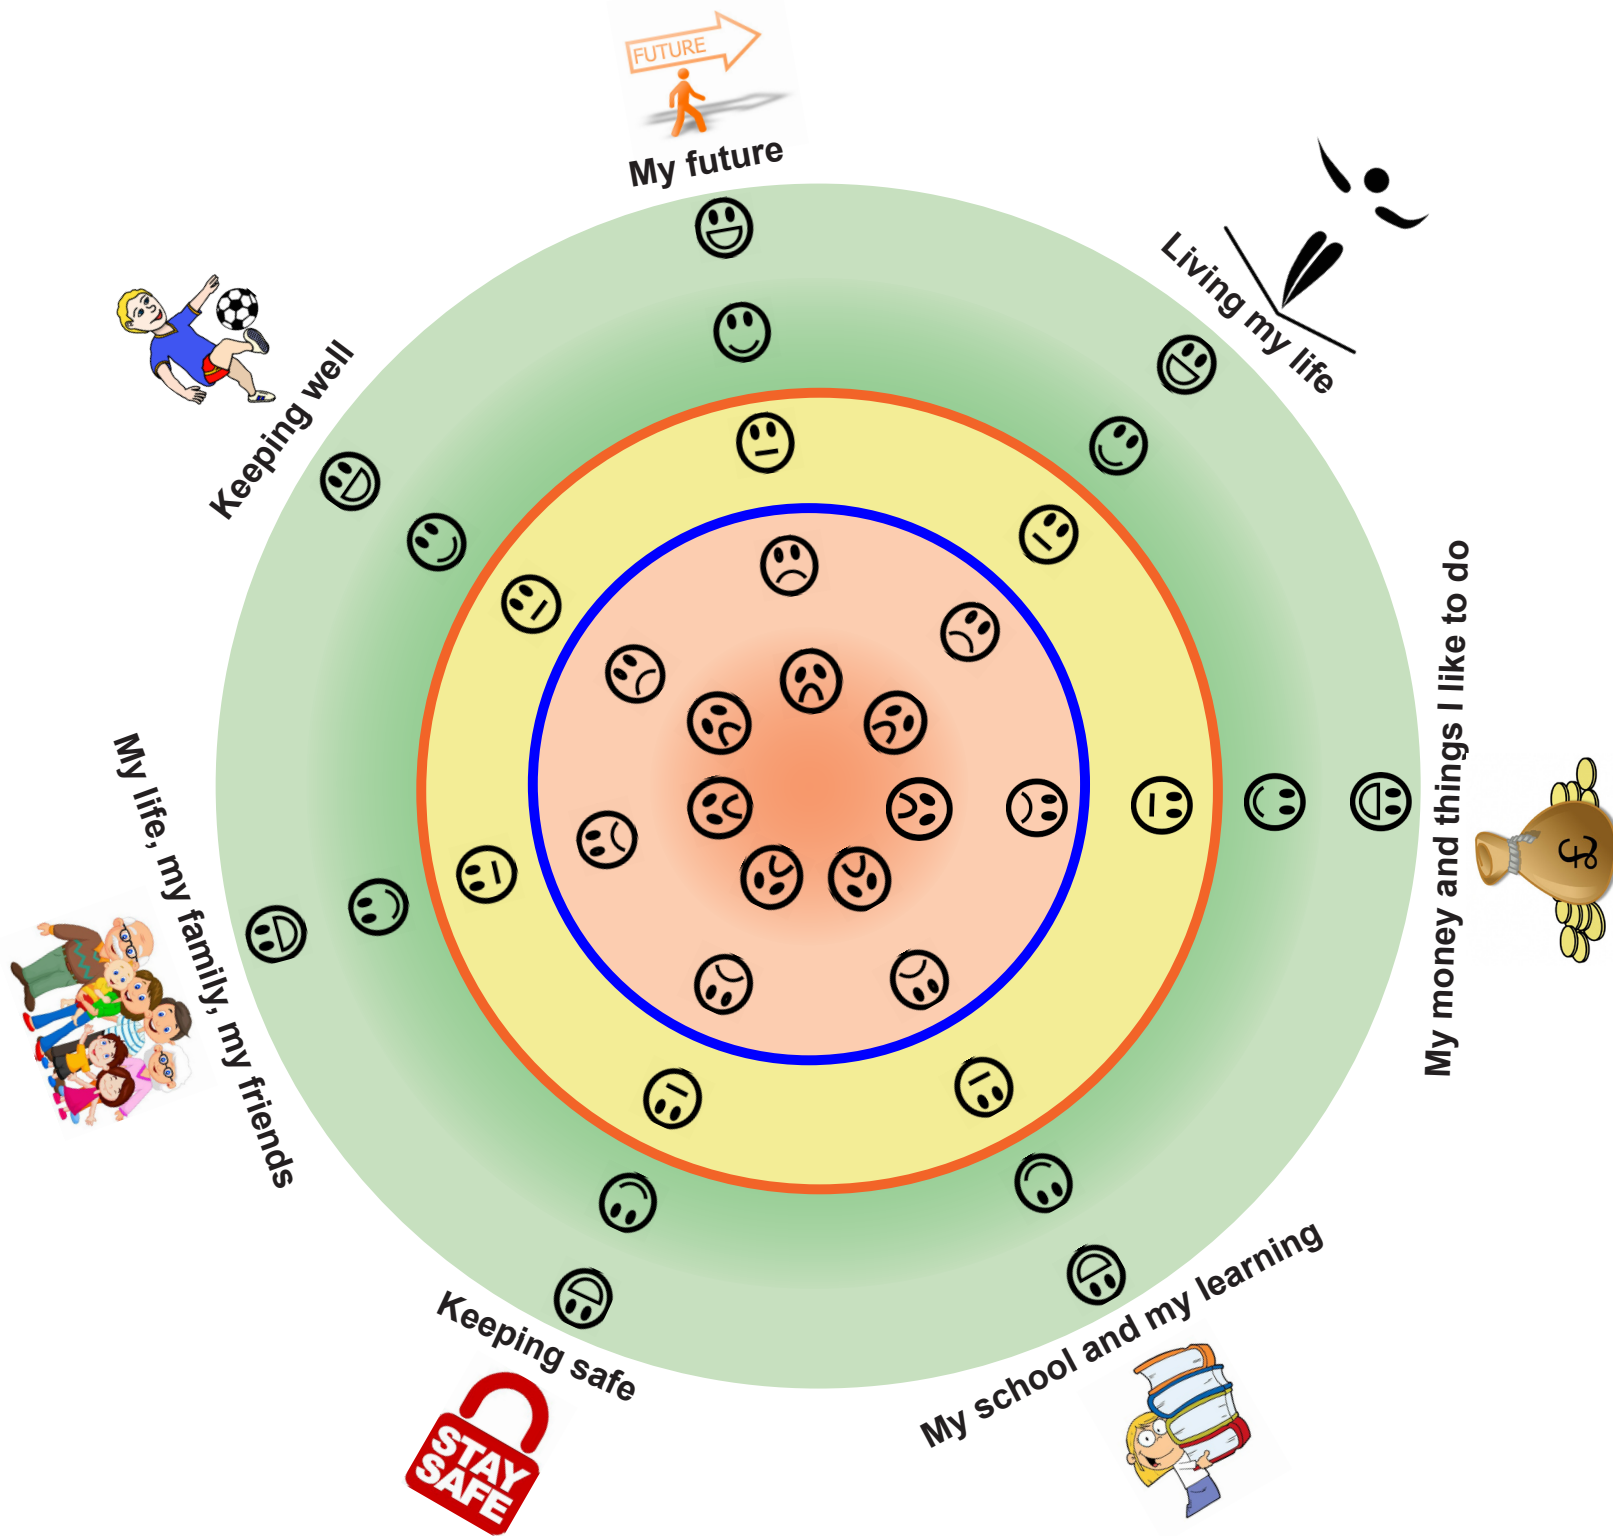 FUTURE
My future
Living my life
My money and things I like to do
£
My school and my learning
Keeping safe
STAY
SAFE
My life, my family, my friends
Keeping well